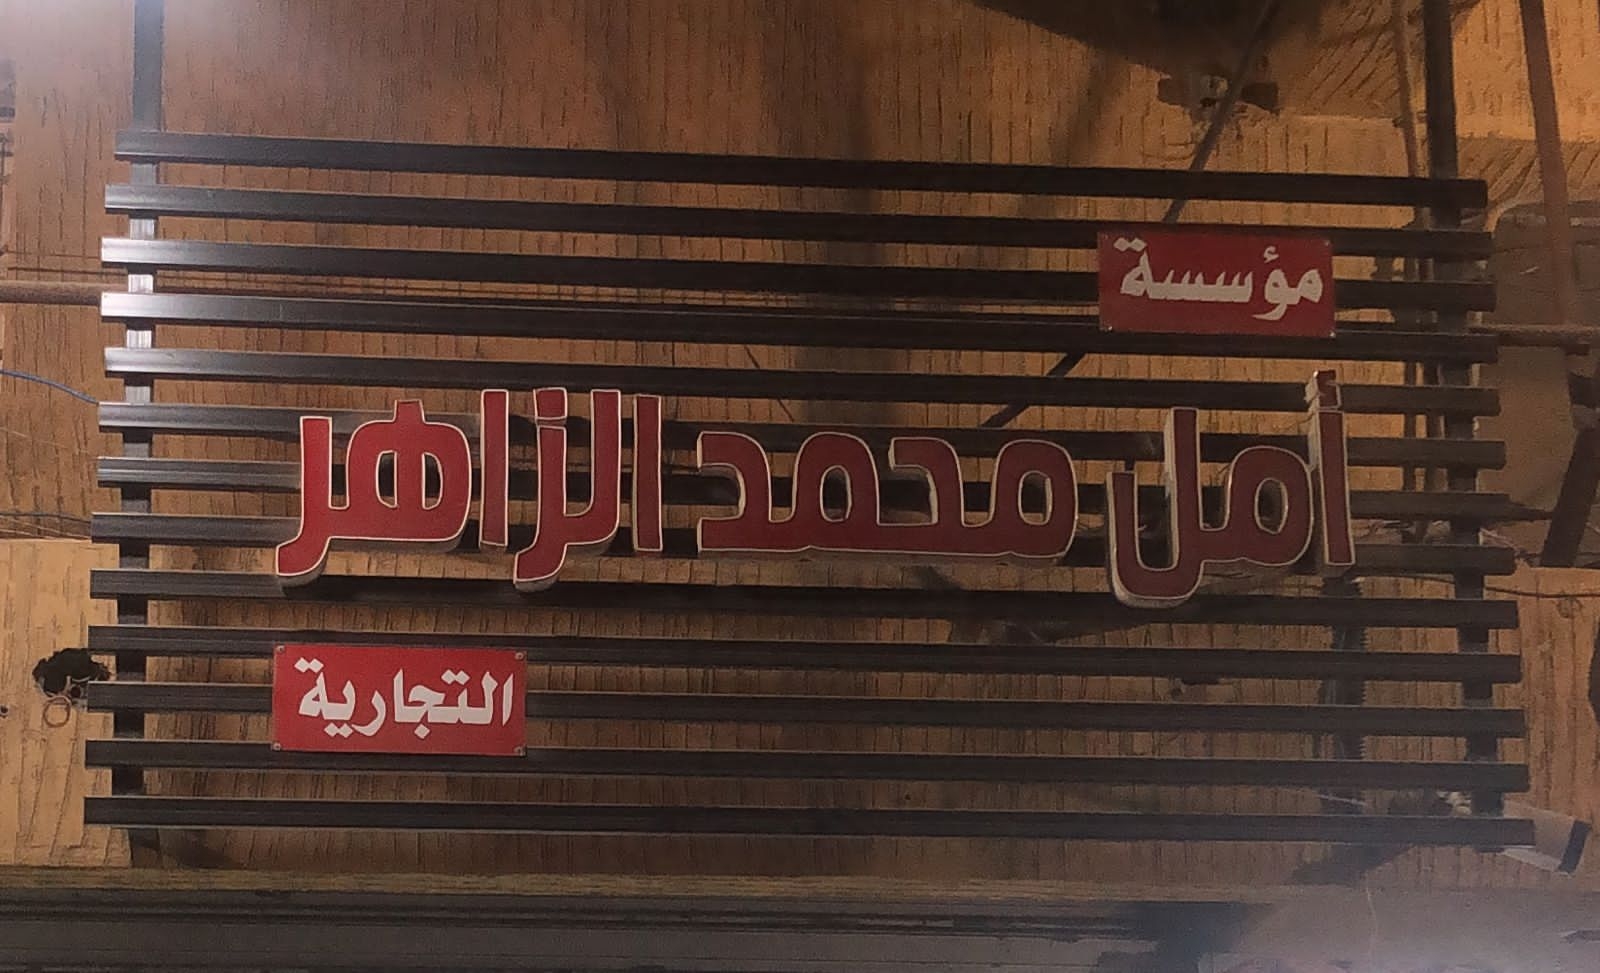 مؤسسة
أمل محمد الزاهر
التجارية